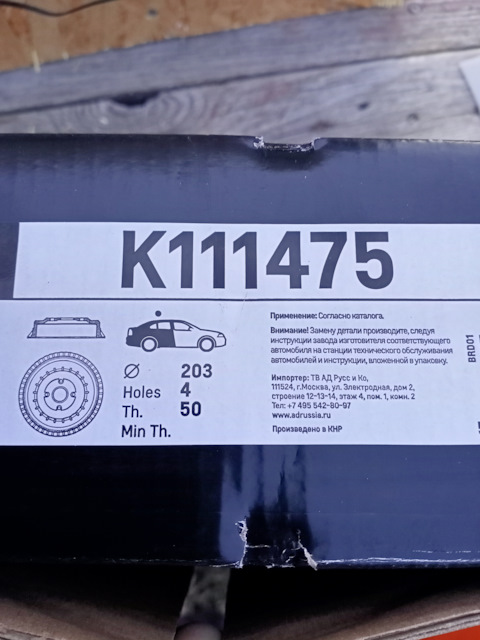 K111475
Применение: Согласно каталога.
Внимание! Замену детали производите, следуя
инструкции завода изготовителя соответствующего
автомобиля на станции технического обслуживания
автомобилей и инструкции, вложенной в упаковку.
Импортер: ТВ АД Русс и Ко,
111524, г.Москва, ул. Электродная, дом 2,
строение 12-13-14, этаж 4, пом. 1, комн. 2
Тел: +7 495 542-80-97
www.adrussia.ru
Произведено в КНР
∅ 203
Holes 4
Th. 50
Min Th.
BRD01